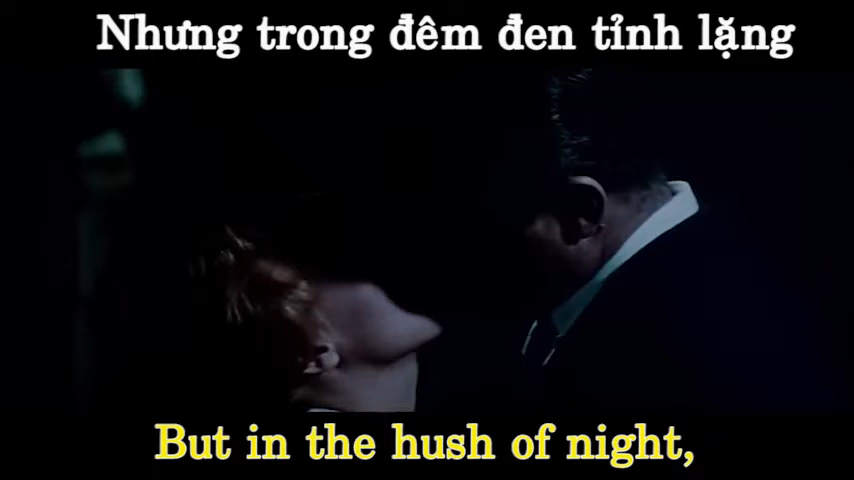 Nhưng trong đêm đen tỉnh lặng
But in the hush of night,